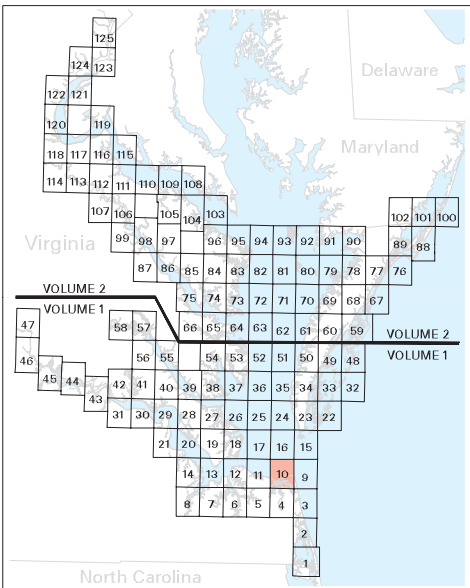 125
124 123
Delaware
122 121
120 119
Maryland
118 117 116 115
114 113 112 111 110 109 108
107 106 105 104 103 102 101 100
Virginia
99 98 97 96 95 94 93 92 91 90 89 88
87 86 85 84 83 82 81 80 79 78 77 76
VOLUME 2
75 74 73 72 71 70 69 68 67
VOLUME 1
47 58 57 66 65 64 63 62 61 60 59
VOLUME 2
VOLUME 1
46 56 55 54 53 52 51 50 49 48
45 44 43 42 41 40 39 38 37 36 35 34 33 32
31 30 29 28 27 26 25 24 23 22
21 20 19 18 17 16 15
14 13 12 11 10 9
8 7 6 5 4 3
2
1
North Carolina